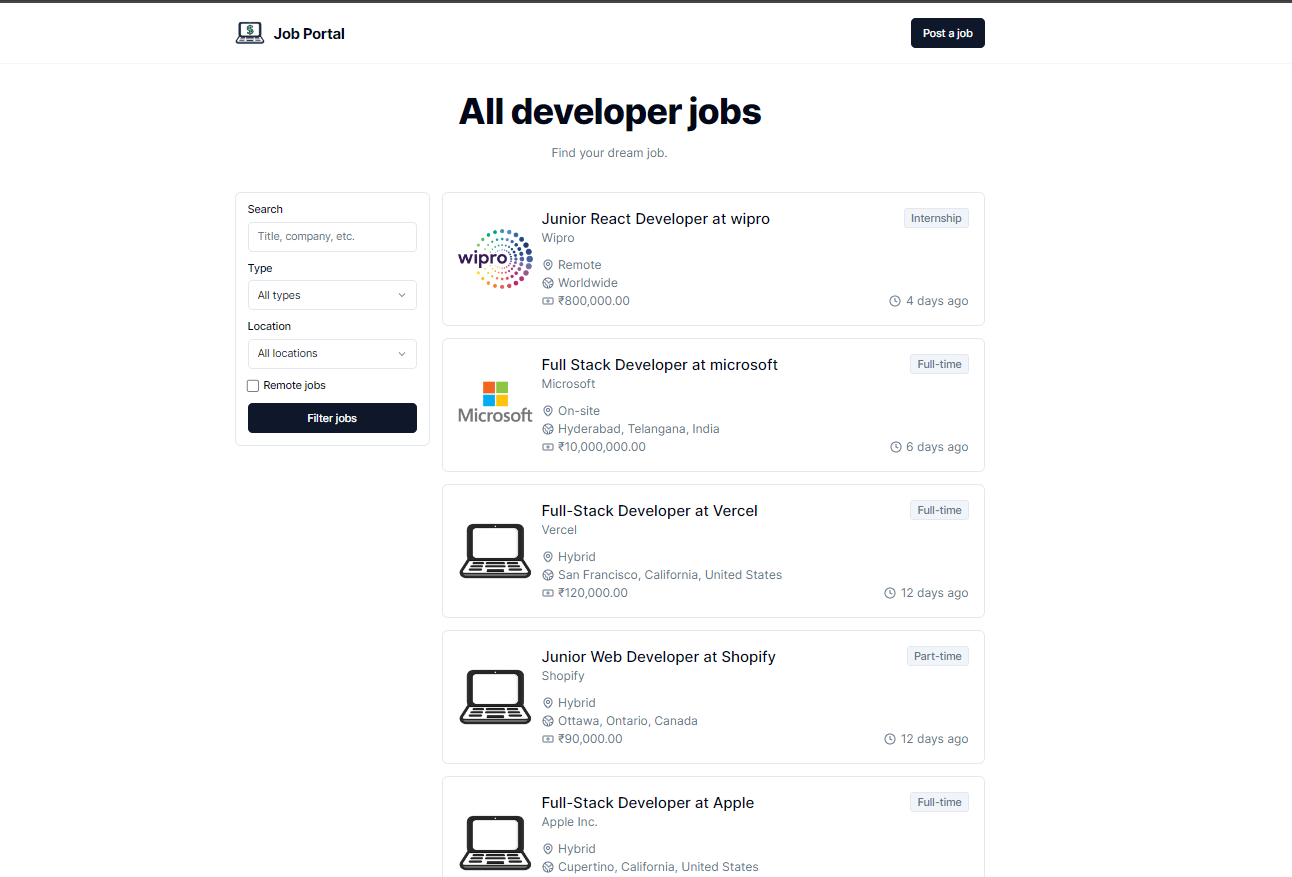 Job Portal
Post a job
All developer jobs
Find your dream job.
Search
Title, company, etc.
Type
All types
Location
All locations
Remote jobs
Filter jobs
wipro
Junior React Developer at wipro
Internship
Wipro
Remote
Worldwide
₹800,000.00
4 days ago
Microsoft
Full Stack Developer at microsoft
Full-time
Microsoft
On-site
Hyderabad, Telangana, India
₹10,000,000.00
6 days ago
Full-Stack Developer at Vercel
Full-time
Vercel
Hybrid
San Francisco, California, United States
₹120,000.00
12 days ago
Junior Web Developer at Shopify
Part-time
Shopify
Hybrid
Ottawa, Ontario, Canada
₹90,000.00
12 days ago
Full-Stack Developer at Apple
Full-time
Apple Inc.
Hybrid
Cupertino, California, United States